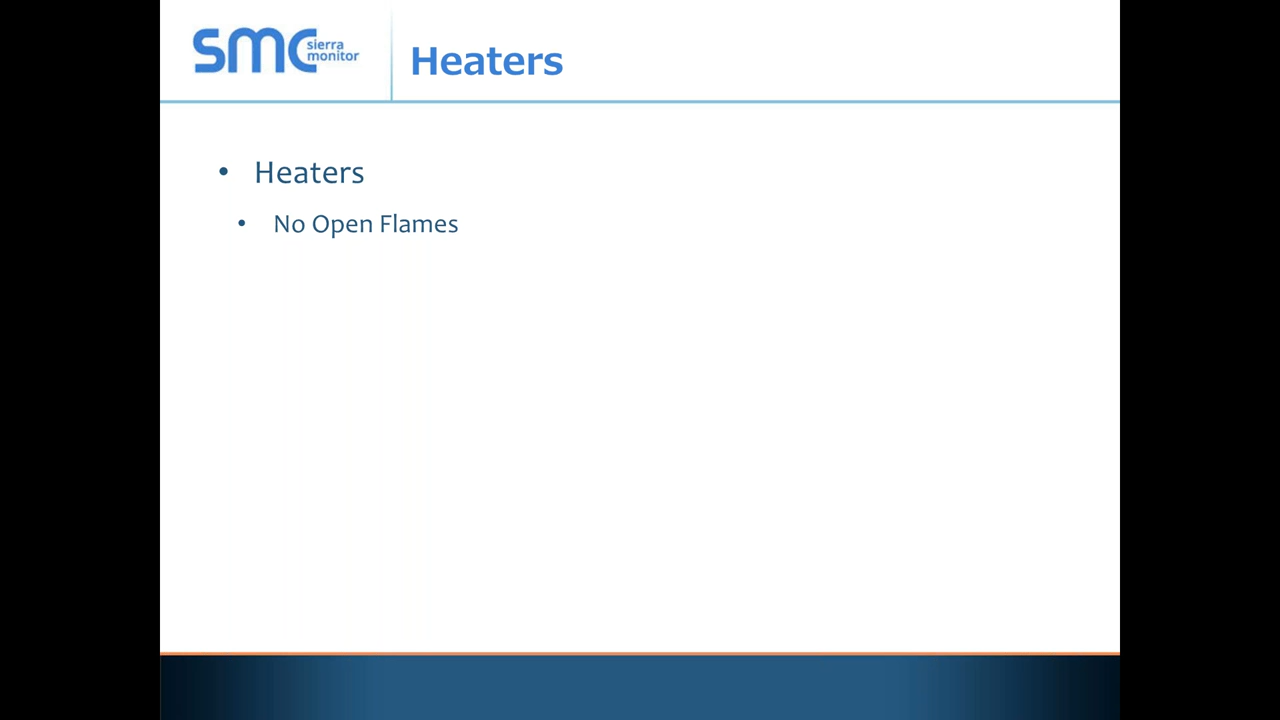 SMC sierra monitor
Heaters
• Heaters
• No Open Flames